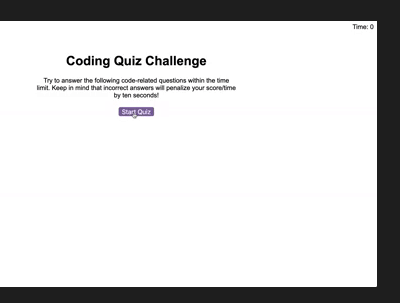 Time: 0
Coding Quiz Challenge
Try to answer the following code-related questions within the time
limit. Keep in mind that incorrect answers will penalize your score/time
by ten seconds!
Start Quiz